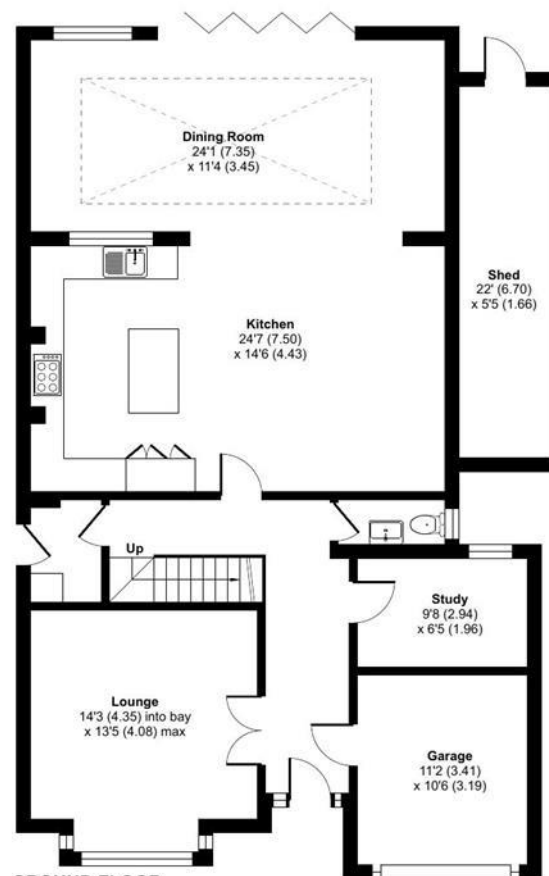 Dining Room
24'1 (7.35)
x 11'4 (3.45)
Shed
22' (6.70)
x 5'5 (1.66)
Kitchen
24'7 (7.50)
x 14'6 (4.43)
Up
Study
9'8 (2.94)
x 6'5 (1.96)
Lounge
14'3 (4.35) into bay
x 13'5 (4.08) max
Garage
11'2 (3.41)
x 10'6 (3.19)
GROUND FLOOR